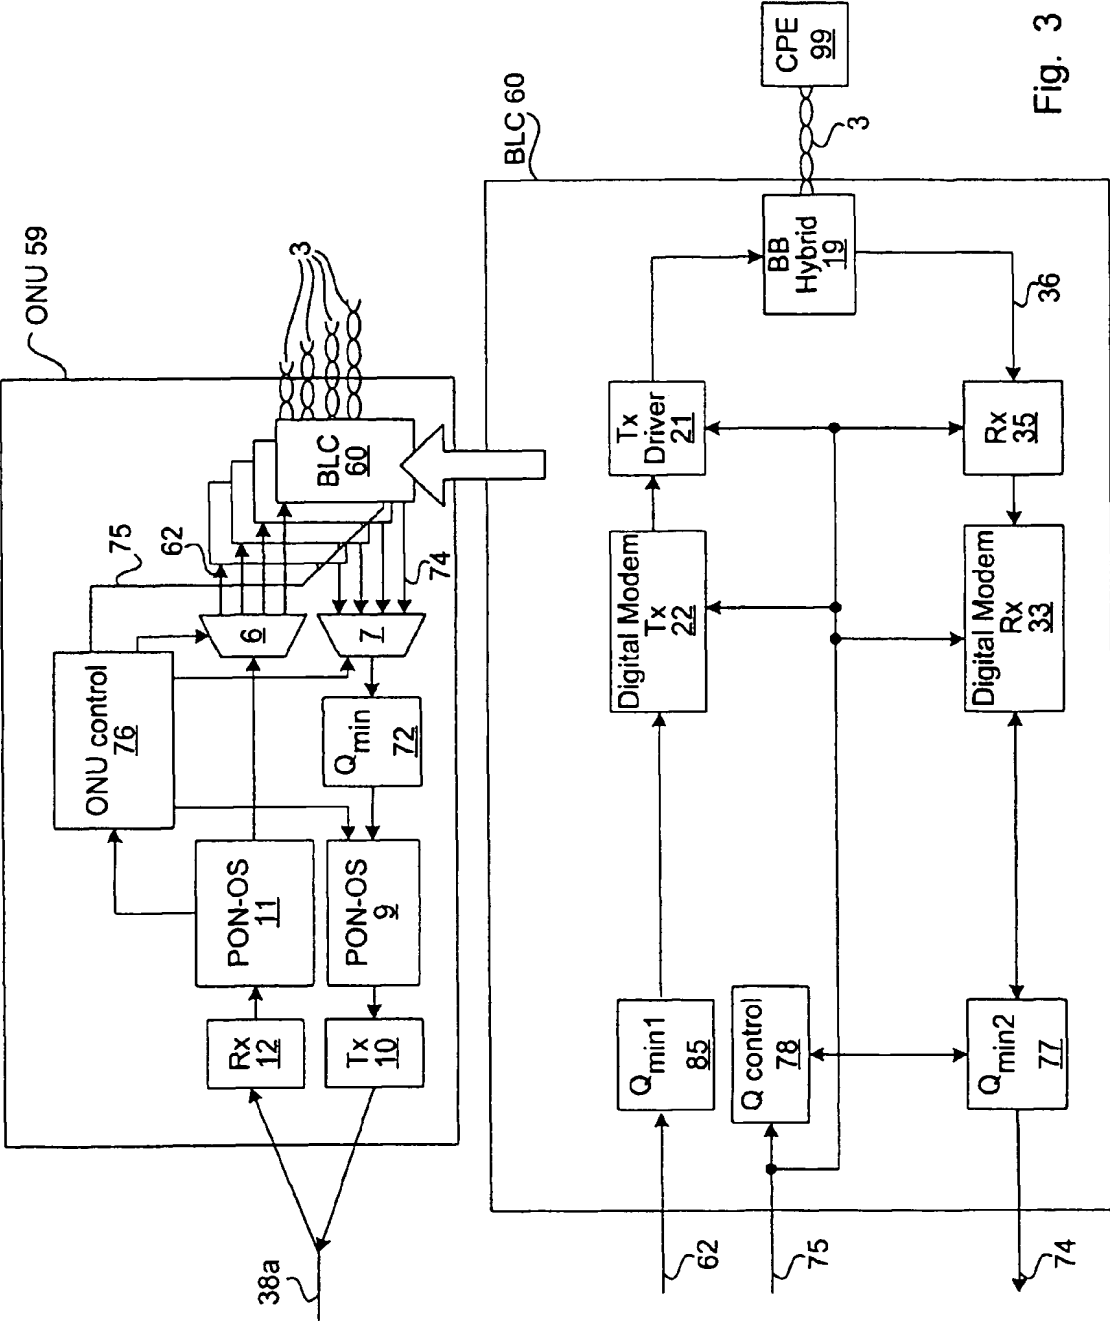 ONU 59
75
62
3
ONU control
76
6
7
BLC
60
74
Q min
72
PON-OS
11
PON-OS
9
Rx
12
Tx
10
38a
BLC 60
CPE
99
3
BB
Hybrid
19
36
Tx
Driver
21
Rx
35
Digital Modem
Tx
22
Digital Modem
Rx
33
Q min1
85
Q control
78
Q min2
77
62
75
74
Fig. 3